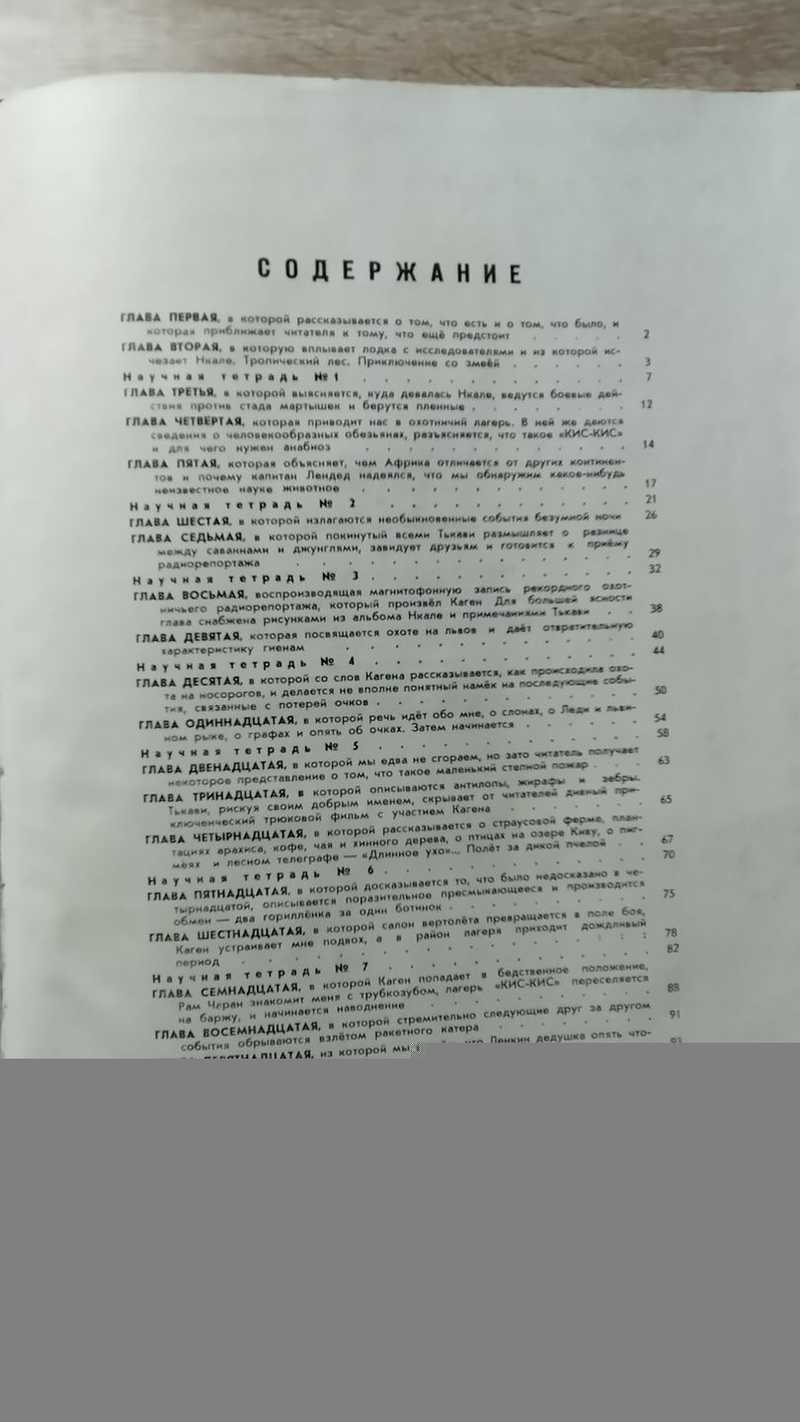 СОДЕРЖАНИЕ
ГЛАВА ПЕРВАЯ, в которой рассказывается о том, что есть и о том, что было, и
которая приближает читателя к тому, что ещё предстоит . . . . . 2
ГЛАВА ВТОРАЯ, в которую вплывает лодка с исследователями и из которой ис-
чезает Нкале. Тропический лес. Приключение со змеёй . . . . . . 3
Научная тетрадь №1 . . . . . . . . . . . . 7
ГЛАВА ТРЕТЬЯ, в которой выясняется, куда девалась Нкале, ведутся боевые дей-
ствия против стада мартышек и берутся пленные . . . . . . . . 12
ГЛАВА ЧЕТВЕРТАЯ, которая приводит нас в охотничий лагерь. В ней же даются
сведения о человекообразных обезьянах, разъясняется, что такое «КИС-КИС»
и для чего нужен анабиоз . . . . . . . . . . . 14
ГЛАВА ПЯТАЯ, которая объясняет, чем Африка отличается от других континен-
тов и почему капитан Лендед надеялся, что мы обнаружим какое-нибудь
неизвестное науке животное . . . . . . . . . . . 17
Научная тетрадь № 2 . . . . . . . . . . . 21
ГЛАВА ШЕСТАЯ, в которой излагаются необыкновенные события безумной ночи 26
ГЛАВА СЕДЬМАЯ, в которой покинутый всеми Тькави размышляет о разнице
между саваннами и джунглями, завидует друзьям и готовится к приёму
радиорепортажа . . . . . . . . . . . . . 29
Научная тетрадь № 3 . . . . . . . . . . . 32
ГЛАВА ВОСЬМАЯ, воспроизводящая магнитофонную запись рекордного охот-
ничьего радиорепортажа, который произвёл Каген Для большей ясности
глава снабжена рисунками из альбома Нкале и примечаниями Тькави . . 38
ГЛАВА ДЕВЯТАЯ, которая посвящается охоте на львов и даёт отвратительную
характеристику гиенам . . . . . . . . . . . 40
Научная тетрадь № 4 . . . . . . . . . . . 44
ГЛАВА ДЕСЯТАЯ, в которой со слов Кагена рассказывается, как происходила охо-
та на носорогов, и делается не вполне понятный намёк на последующие собы-
тия, связанные с потерей очков . . . . . . . . . . 50
ГЛАВА ОДИННАДЦАТАЯ, в которой речь идёт обо мне, о слонах, о Леди и льви-
ном рыке, о графах и опять об очках. Затем начинается . . . . . 54
Научная тетрадь № 5 . . . . . . . . . . . 58
ГЛАВА ДВЕНАДЦАТАЯ, в которой мы едва не сгораем, но зато читатель получает
некоторое представление о том, что такое маленький степной пожар . . . 63
ГЛАВА ТРИНАДЦАТАЯ, в которой описываются антилопы, жирафы и зебры.
Тькави, рискуя своим добрым именем, скрывает от читателей дивный при-
ключенческий трюковой фильм с участием Кагена . . . . . . . 65
ГЛАВА ЧЕТЫРНАДЦАТАЯ, в которой рассказывается о страусовой ферме, план-
тациях арахиса, кофе, чая и хинного дерева, о птицах на озере Киву, о пиг-
меях и лесном телеграфе — «Длинное ухо»... Полёт за дикой пчелой . . 67
Научная тетрадь № 6 . . . . . . . . . . . 70
ГЛАВА ПЯТНАДЦАТАЯ, в которой досказывается то, что было недосказано в че-
тырнадцатой, описывается поразительное пресмыкающееся и производится
обмен — два гориллёнка за один ботинок . . . . . . . . . 75
ГЛАВА ШЕСТНАДЦАТАЯ, в которой салон вертолёта превращается в поле боя,
Каген устраивает мне подвох, а в район лагеря приходит дождливый
период . . . . . . . . . . . . . . 78
Научная тетрадь № 7 . . . . . . . . . . . 82
ГЛАВА СЕМНАДЦАТАЯ, в которой Каген попадает в бедственное положение,
Рам Чаран знакомит меня с трубкозубом, лагерь «КИС-КИС» переселяется
на баржу, и начинается наводнение . . . . . . . . . . 88
ГЛАВА ВОСЕМНАДЦАТАЯ, в которой стремительно следующие друг за другом
события обрываются взлётом ракетного катера . . . . . . . . 91
из которой мы что Ленкин дедушка опять что-